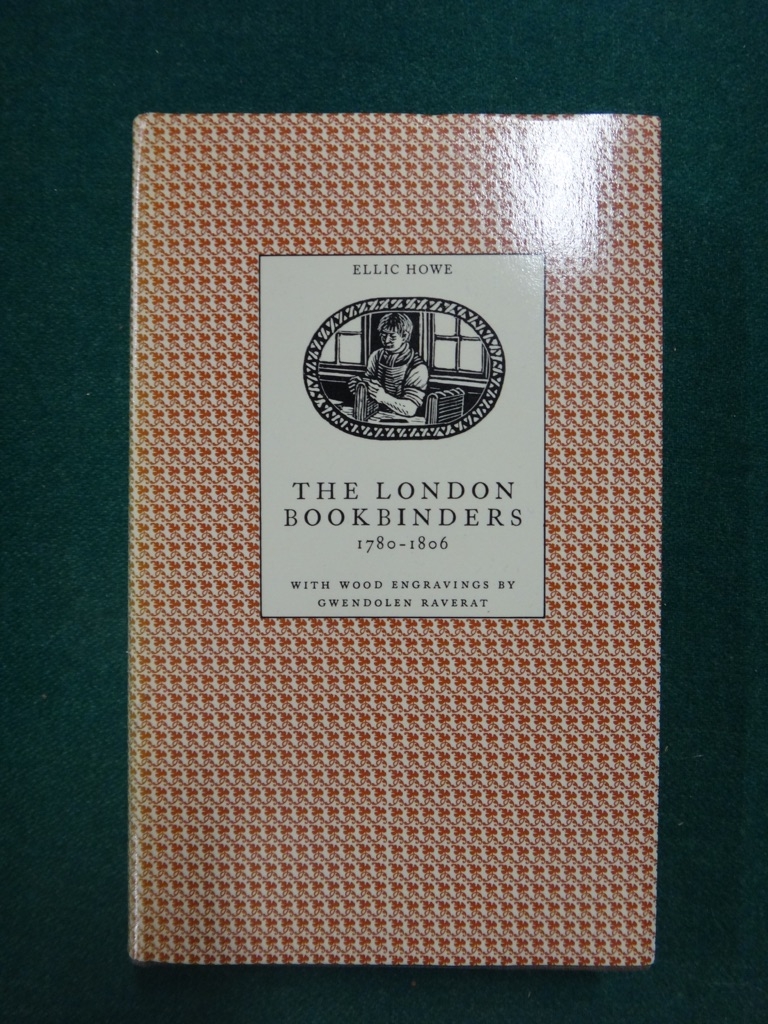 ELLIC HOWE
THE LONDON
BOOKBINDERS
1780-1806
WITH WOOD ENGRAVINGS BY
GWENDOLEN RAVERAT